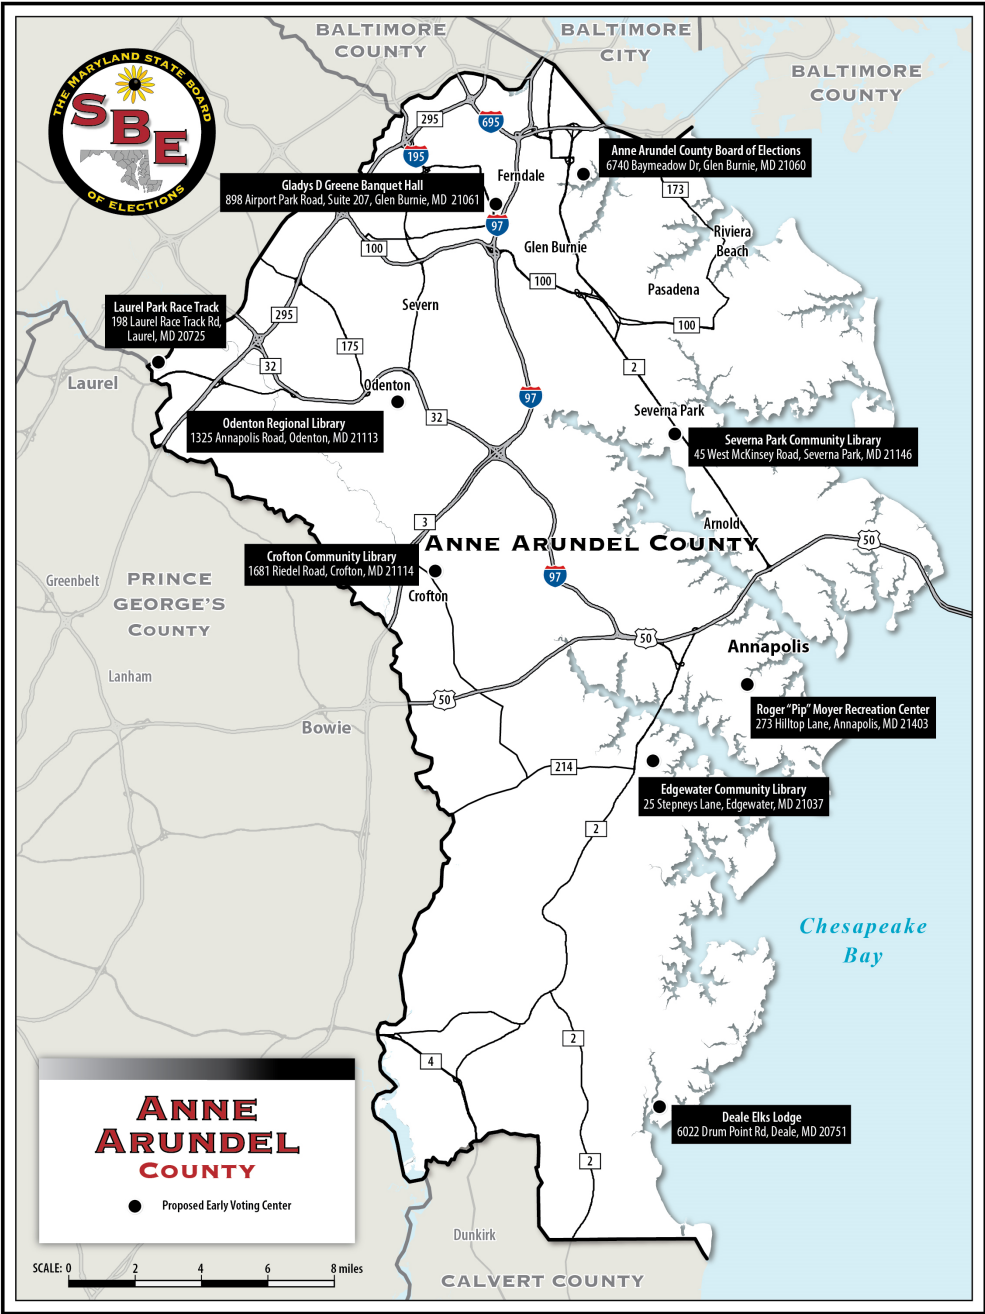 BALTIMORE
COUNTY
BALTIMORE
CITY
BALTIMORE
COUNTY
THE MARYLAND STATE BOARD
SBE
OF ELECTIONS
295
695
195
Anne Arundel County Board of Elections
6740 Baymeadow Dr, Glen Burnie, MD 21060
Ferndale
Gladys D Greene Banquet Hall
898 Airport Park Road, Suite 207, Glen Burnie, MD 21061
173
97
Riviera
Beach
100
Glen Burnie
100
Pasadena
Laurel Park Race Track
198 Laurel Race Track Rd,
Laurel, MD 20725
295
Severn
100
175
32
2
Laurel
Odenton
97
32
Severna Park
Odenton Regional Library
1325 Annapolis Road, Odenton, MD 21113
Severna Park Community Library
45 West McKinsey Road, Severna Park, MD 21146
3
Arnold
ANNE ARUNDEL COUNTY
50
Crofton Community Library
1681 Riedel Road, Crofton, MD 21114
97
Greenbelt
PRINCE
GEORGE'S
COUNTY
Crofton
50
Annapolis
Lanham
50
Roger "Pip" Moyer Recreation Center
273 Hilltop Lane, Annapolis, MD 21403
Bowie
214
Edgewater Community Library
25 Stepneys Lane, Edgewater, MD 21037
2
Chesapeake
Bay
2
4
ANNE
ARUNDEL
COUNTY
Proposed Early Voting Center
Deale Elks Lodge
6022 Drum Point Rd, Deale, MD 20751
2
Dunkirk
SCALE: 0 2 4 6 8 miles
CALVERT COUNTY